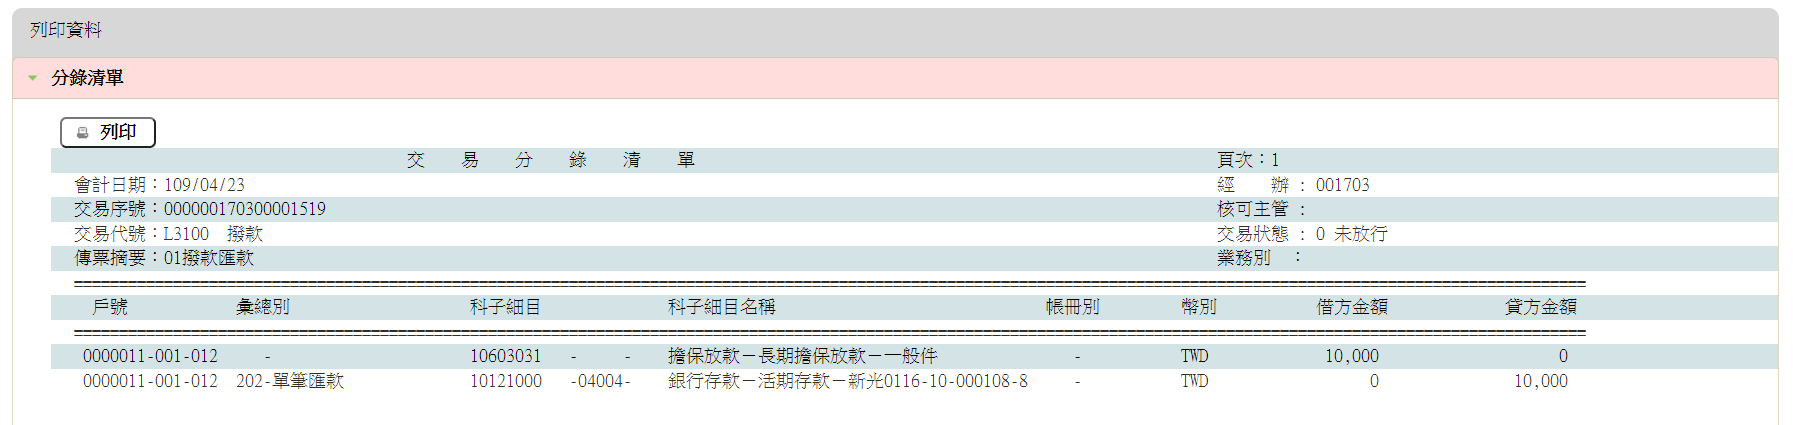 列印資料
分錄清單
列印
交 易 分 錄 清 單 頁次：1
會計日期：109/04/23 經 辦 : 001703
交易序號：000000170300001519 核可主管 :
交易代號：L3100 撥款 交易狀態 : 0 未放行
傳票摘要：01撥款匯款 業務別 ：
戶號 彙總別 科子細目 科子細目名稱 帳冊別 幣別 借方金額 貸方金額
0000011-001-012 - 10603031 - - 擔保放款－長期擔保放款－一般件 - TWD 10,000 0
0000011-001-012 202-單筆匯款 10121000 -04004- 銀行存款－活期存款－新光0116-10-000108-8 - TWD 0 10,000